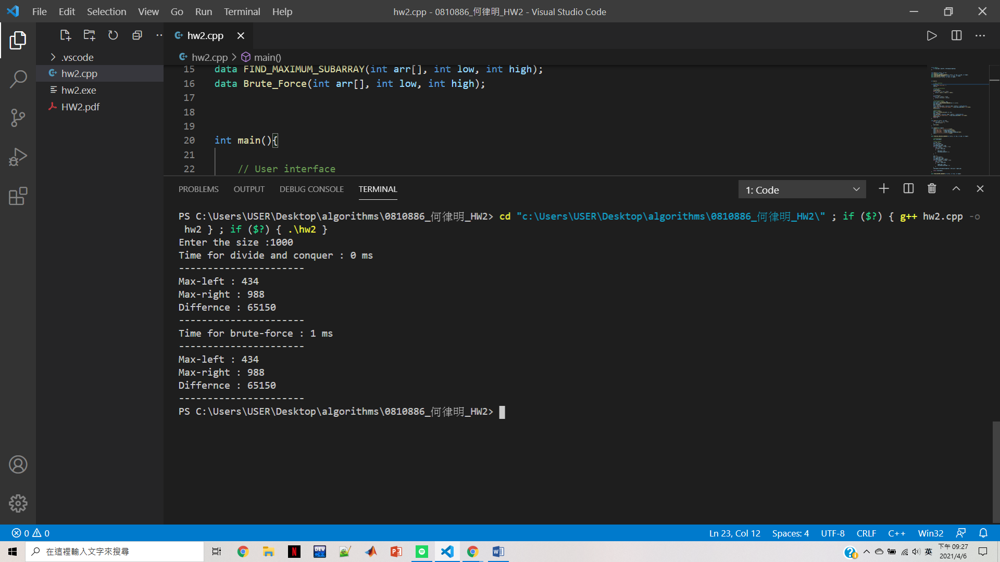 File Edit Selection View Go Run Terminal Help
hw2.cpp - 0810886_何律明_HW2 - Visual Studio Code
.vscode
hw2.cpp
hw2.exe
HW2.pdf
hw2.cpp
hw2.cpp > main()
15 data FIND_MAXIMUM_SUBARRAY(int arr[], int low, int high);
16 data Brute_Force(int arr[], int low, int high);
17
18
19
20 int main(){
21
22 // User interface
PROBLEMS OUTPUT DEBUG CONSOLE TERMINAL
1: Code
PS C:\Users\USER\Desktop\algorithms\0810886_何律明_HW2> cd "c:\Users\USER\Desktop\algorithms\0810886_何律明_HW2\" ; if ($?) { g++ hw2.cpp -o
hw2 } ; if ($?) { .\hw2 }
Enter the size :1000
Time for divide and conquer : 0 ms
----------------------
Max-left : 434
Max-right : 988
Differnce : 65150
----------------------
Time for brute-force : 1 ms
----------------------
Max-left : 434
Max-right : 988
Differnce : 65150
----------------------
PS C:\Users\USER\Desktop\algorithms\0810886_何律明_HW2>
0 0
Ln 23, Col 12 Spaces: 4 UTF-8 CRLF C++ Win32
在這裡輸入文字來搜尋
英
下午 09:27
2021/4/6